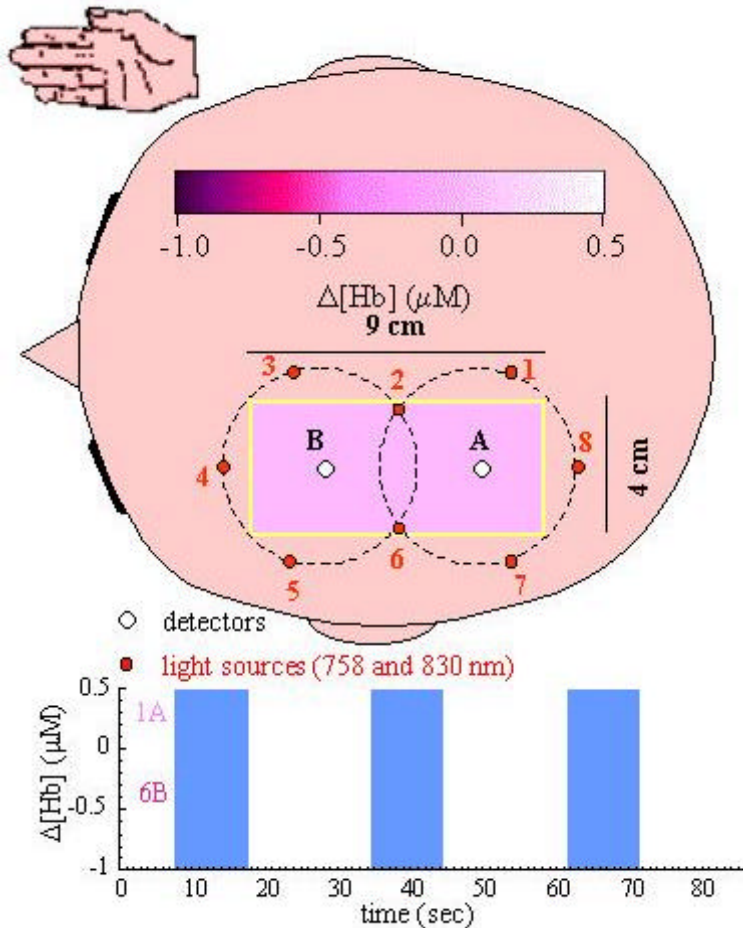 -1.0 -0.5 0.0 0.5
Δ[Hb] (μM)
9 cm
3 2 1
B A
4 8
4 cm
5 6 7
detectors
light sources (758 and 830 nm)
Δ[Hb] (μM)
0.5
1A
0
6B
-0.5
-1
0 10 20 30 40 50 60 70 80
time (sec)